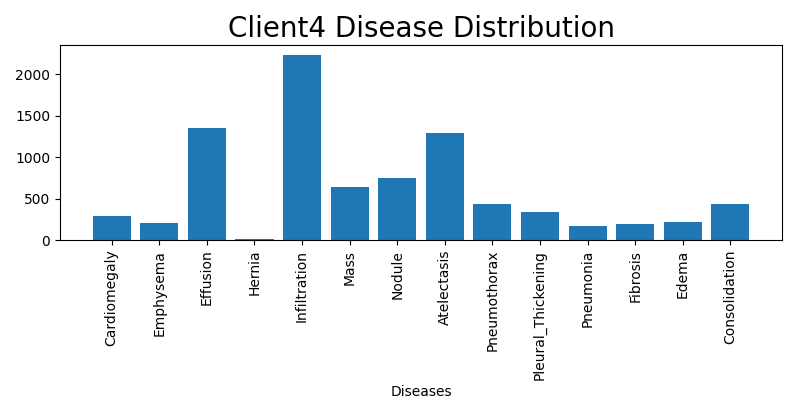 Client4 Disease Distribution
2000
1500
1000
500
0
Cardiomegaly
Emphysema
Effusion
Hernia
Infiltration
Mass
Nodule
Atelectasis
Pneumothorax
Pleural_Thickening
Pneumonia
Fibrosis
Edema
Consolidation
Diseases